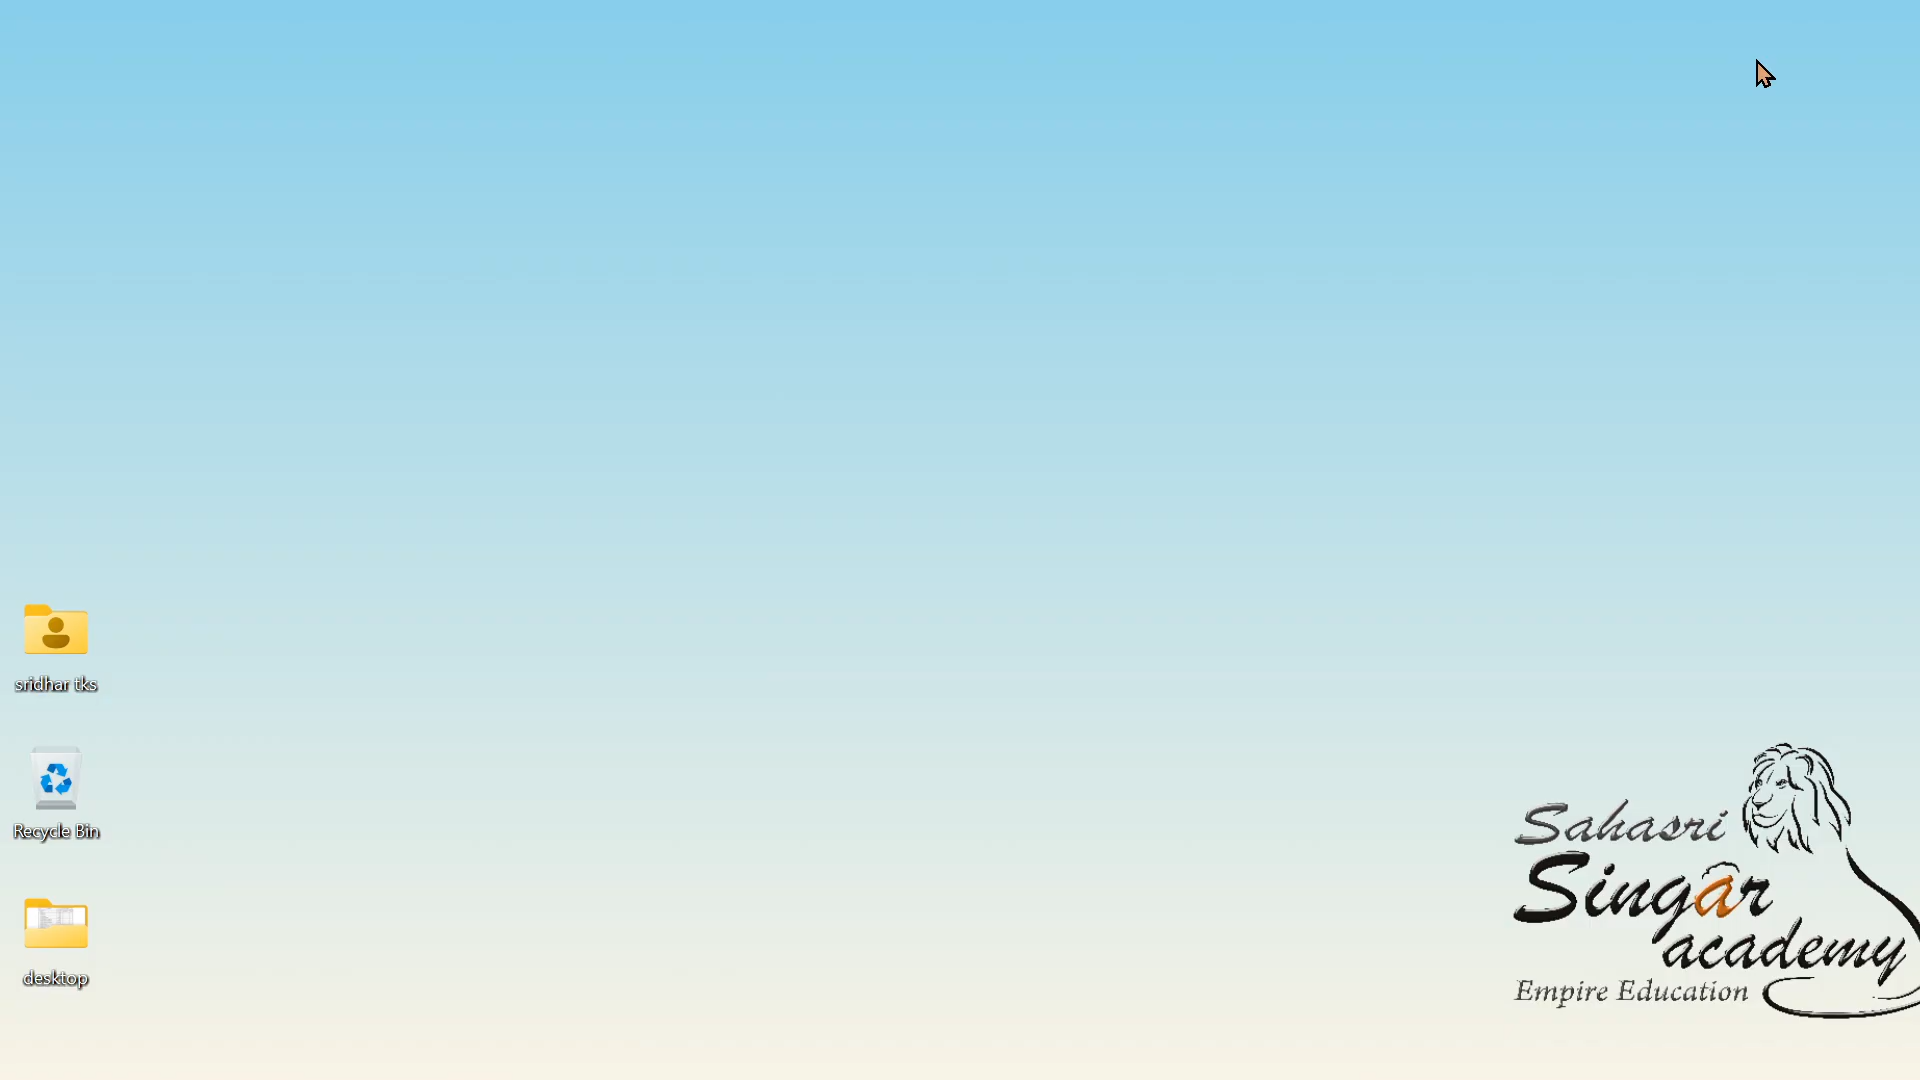 sridhar tks
Recycle Bin
desktop
Sahasri
Singar
academy
Empire Education